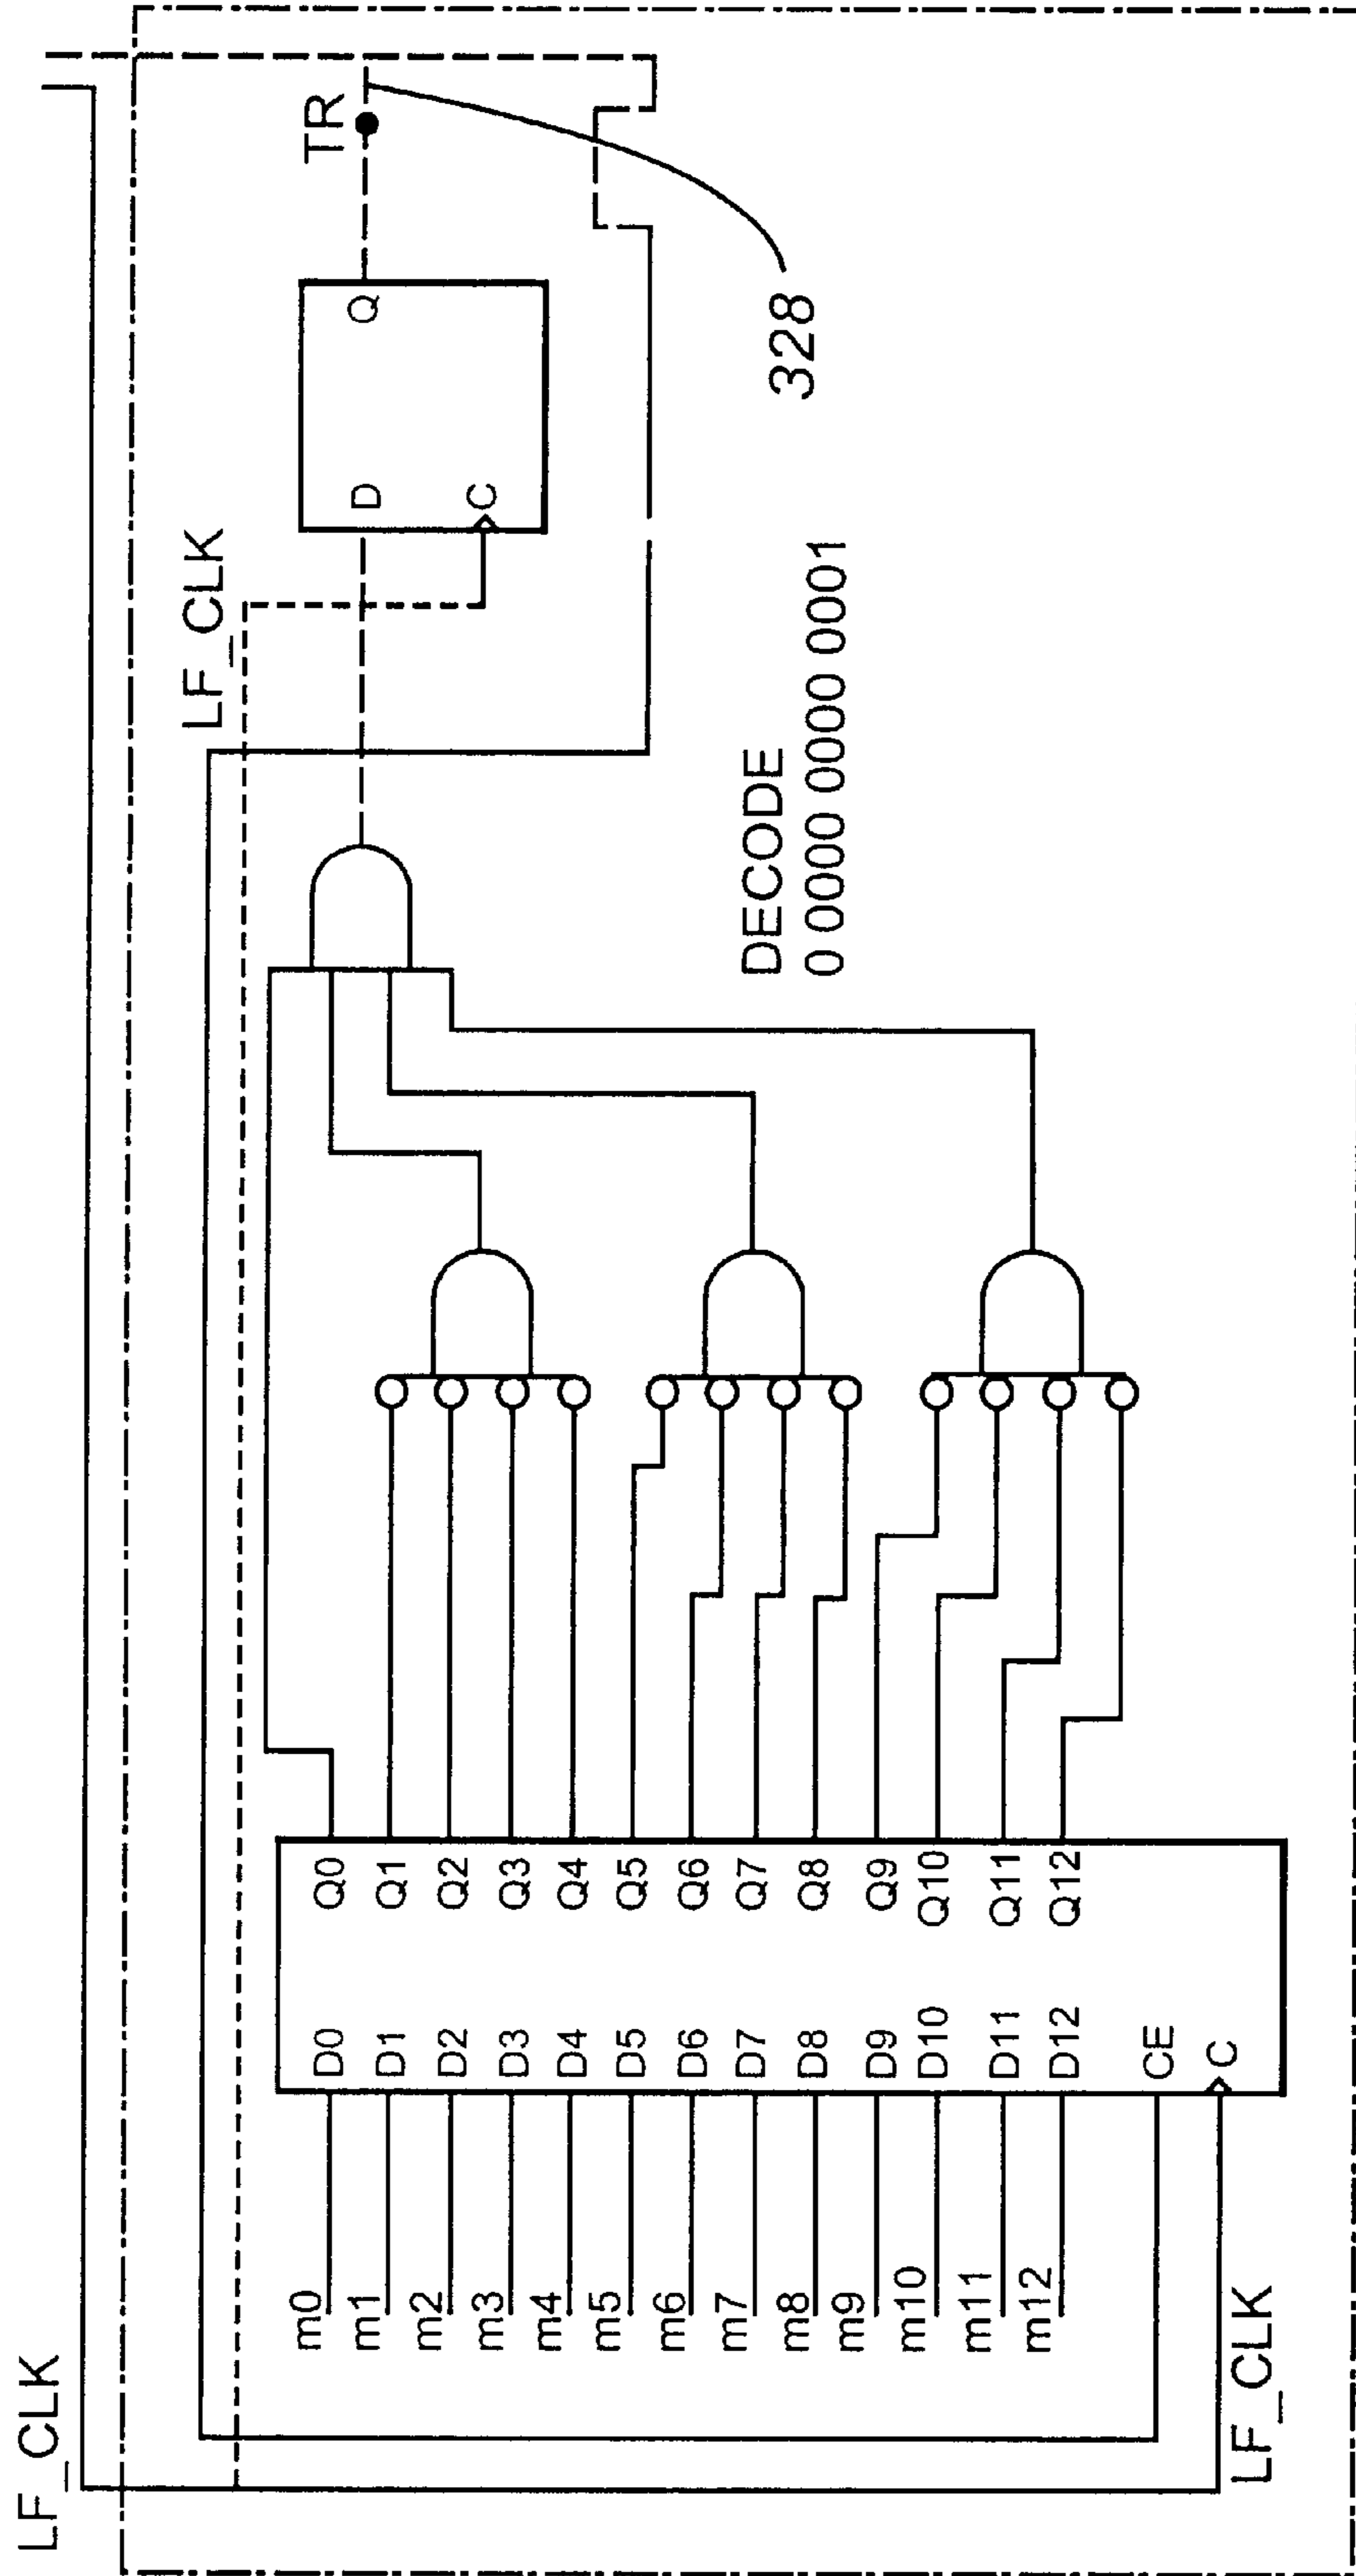 LF_CLK
LF_CLK
TR
m0 D0 Q0
m1 D1 Q1
m2 D2 Q2
m3 D3 Q3
m4 D4 Q4
m5 D5 Q5
m6 D6 Q6
m7 D7 Q7
m8 D8 Q8
m9 D9 Q9
m10 D10 Q10
m11 D11 Q11
m12 D12 Q12
CE
C
LF_CLK
D Q
C
328
DECODE
0 0000 0000 0001